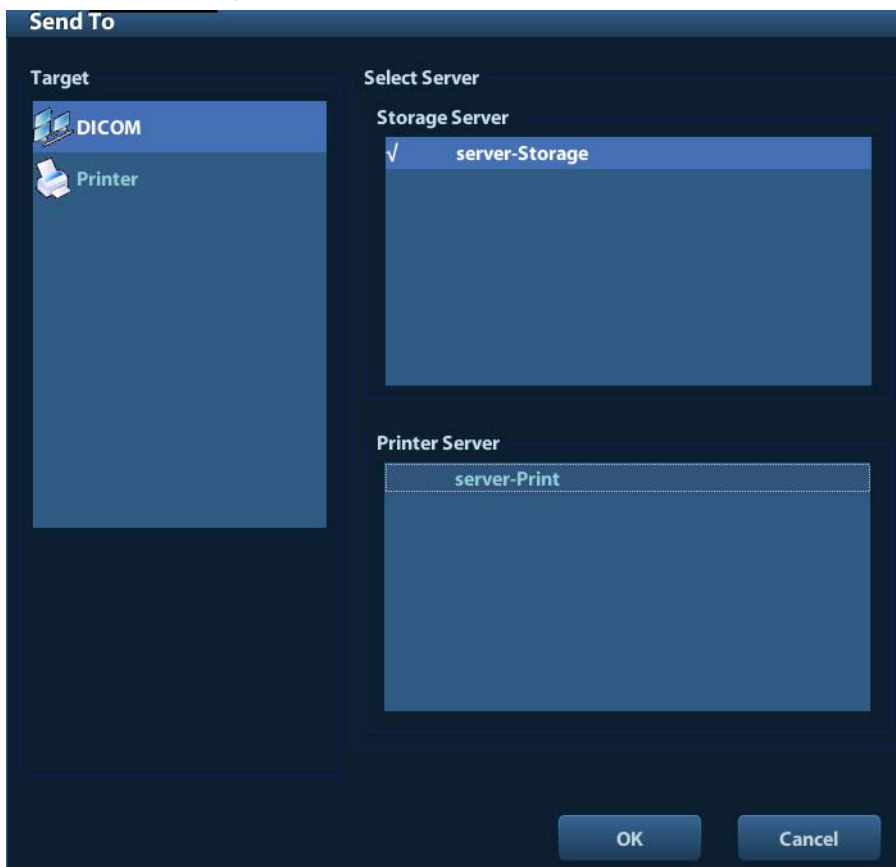 Send To
Target
DICOM
Printer
Select Server
Storage Server
√ server-Storage
Printer Server
server-Print
OK
Cancel